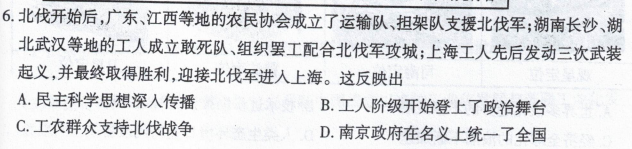 6. 北伐开始后，广东、江西等地的农民协会成立了运输队、担架队支援北伐军；湖南长沙、湖
北武汉等地的工人成立敢死队、组织罢工配合北伐军攻城；上海工人先后发动三次武装
起义，并最终取得胜利，迎接北伐军进入上海。这反映出
A. 民主科学思想深入传播 B. 工人阶级开始登上了政治舞台
C. 工农群众支持北伐战争 D. 南京政府在名义上统一了全国